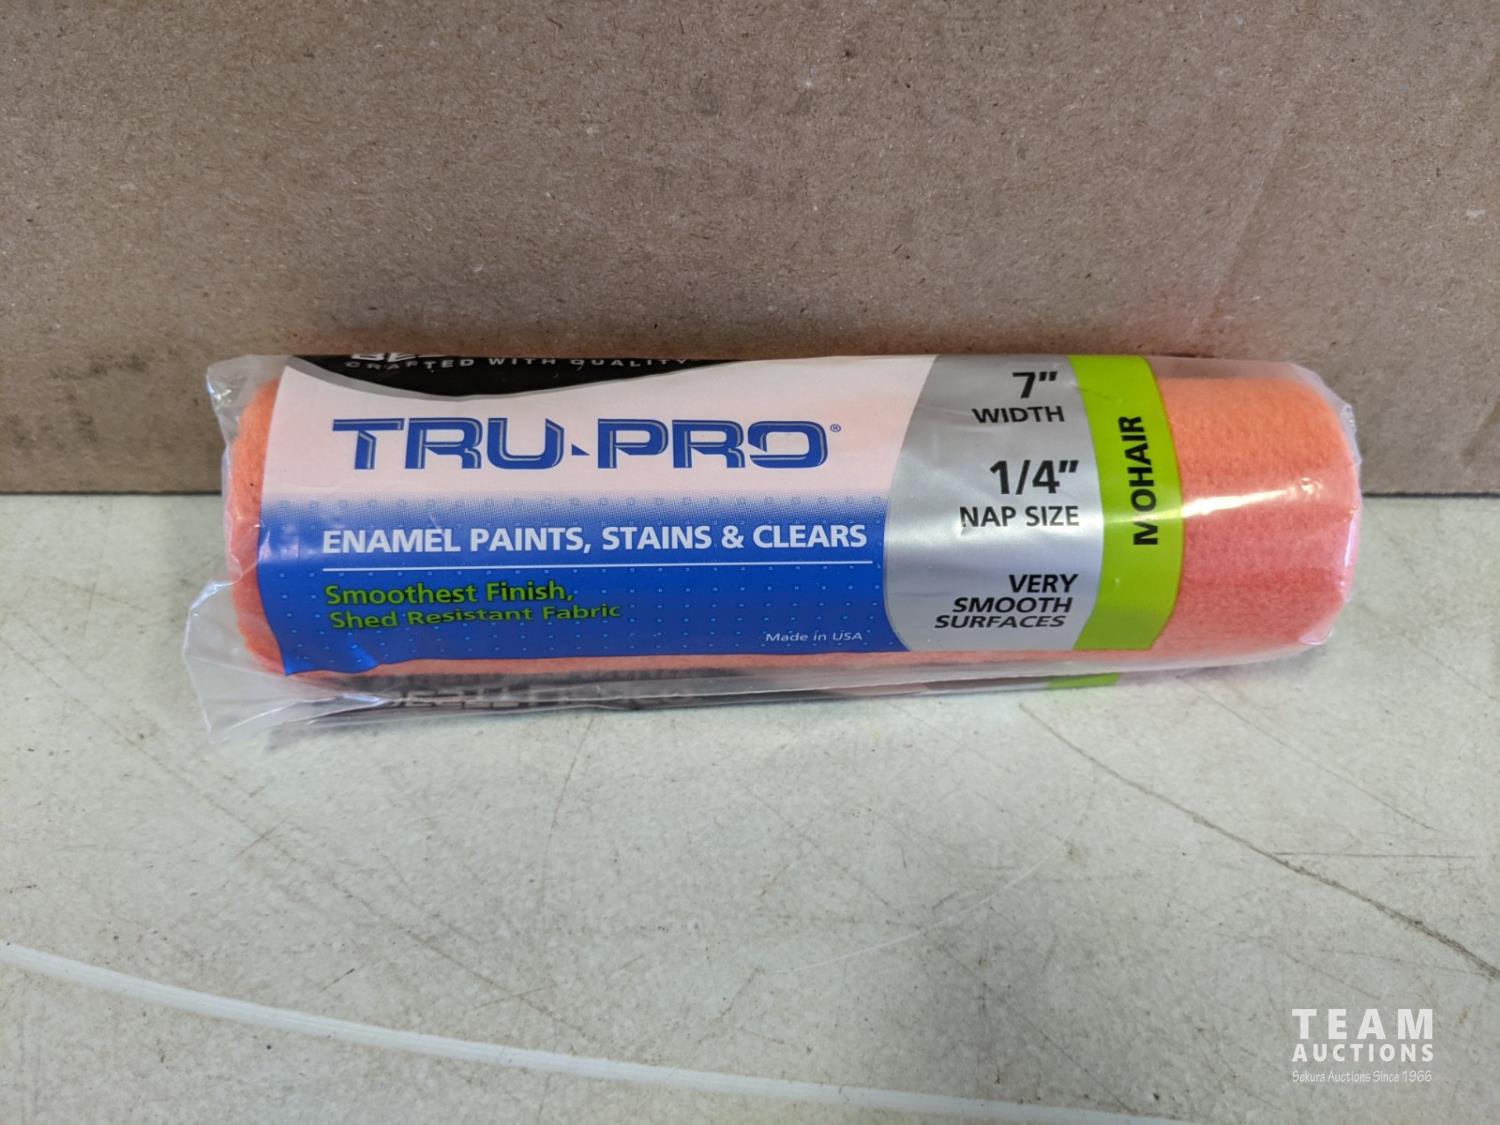 CRAFTED WITH QUALITY
TRU-PRO®
ENAMEL PAINTS, STAINS & CLEARS
Smoothest Finish,
Shed Resistant Fabric
Made in USA
7"
WIDTH
1/4"
NAP SIZE
VERY
SMOOTH
SURFACES
MOHAIR
TEAM
AUCTIONS
Sekura Auctions Since 1966